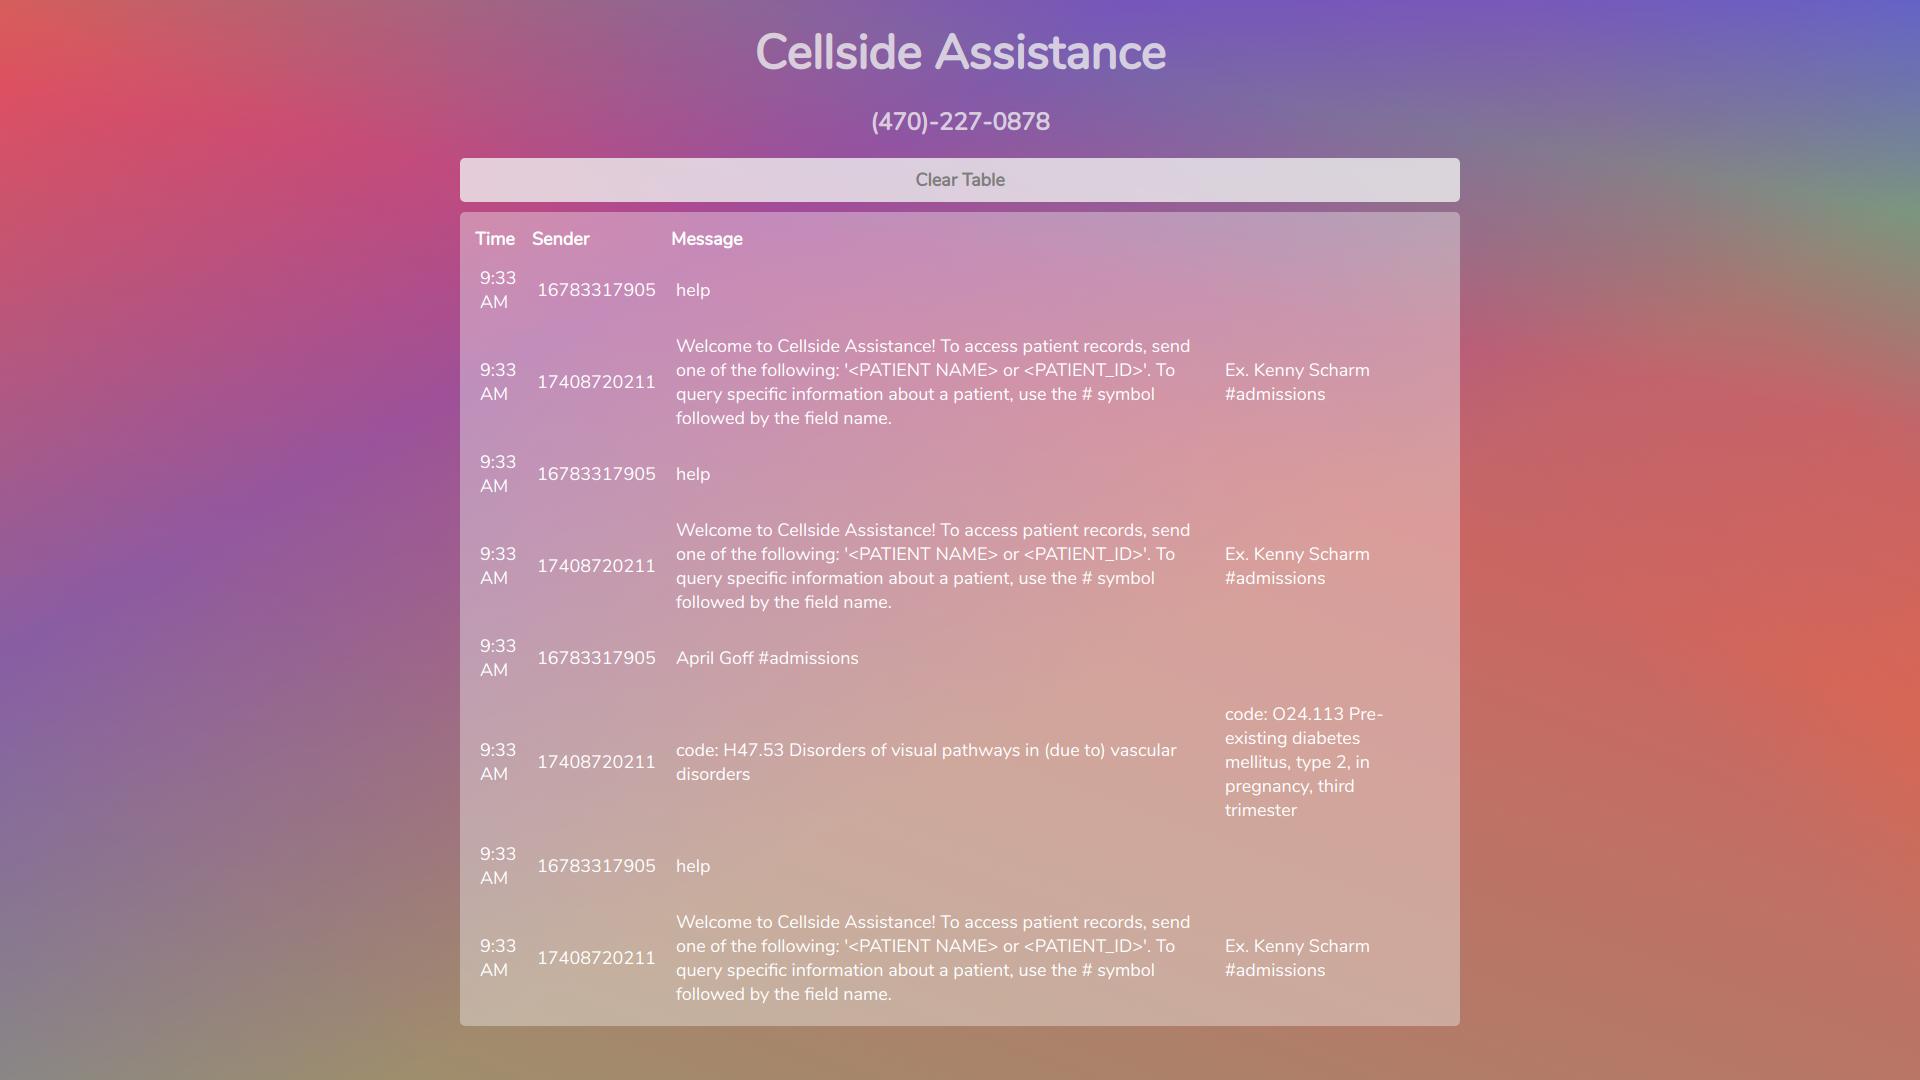 Cellside Assistance
(470)-227-0878
Clear Table
Time Sender Message
9:33
AM
16783317905
help
9:33
AM
17408720211
Welcome to Cellside Assistance! To access patient records, send
one of the following: '<PATIENT NAME> or <PATIENT_ID>'. To
query specific information about a patient, use the # symbol
followed by the field name.
Ex. Kenny Scharm
#admissions
9:33
AM
16783317905
help
9:33
AM
17408720211
Welcome to Cellside Assistance! To access patient records, send
one of the following: '<PATIENT NAME> or <PATIENT_ID>'. To
query specific information about a patient, use the # symbol
followed by the field name.
Ex. Kenny Scharm
#admissions
9:33
AM
16783317905
April Goff #admissions
9:33
AM
17408720211
code: H47.53 Disorders of visual pathways in (due to) vascular
disorders
code: O24.113 Pre-
existing diabetes
mellitus, type 2, in
pregnancy, third
trimester
9:33
AM
16783317905
help
9:33
AM
17408720211
Welcome to Cellside Assistance! To access patient records, send
one of the following: '<PATIENT NAME> or <PATIENT_ID>'. To
query specific information about a patient, use the # symbol
followed by the field name.
Ex. Kenny Scharm
#admissions